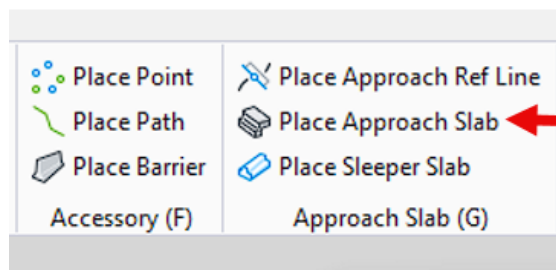 Place Point
Place Path
Place Barrier
Accessory (F)
Place Approach Ref Line
Place Approach Slab
Place Sleeper Slab
Approach Slab (G)